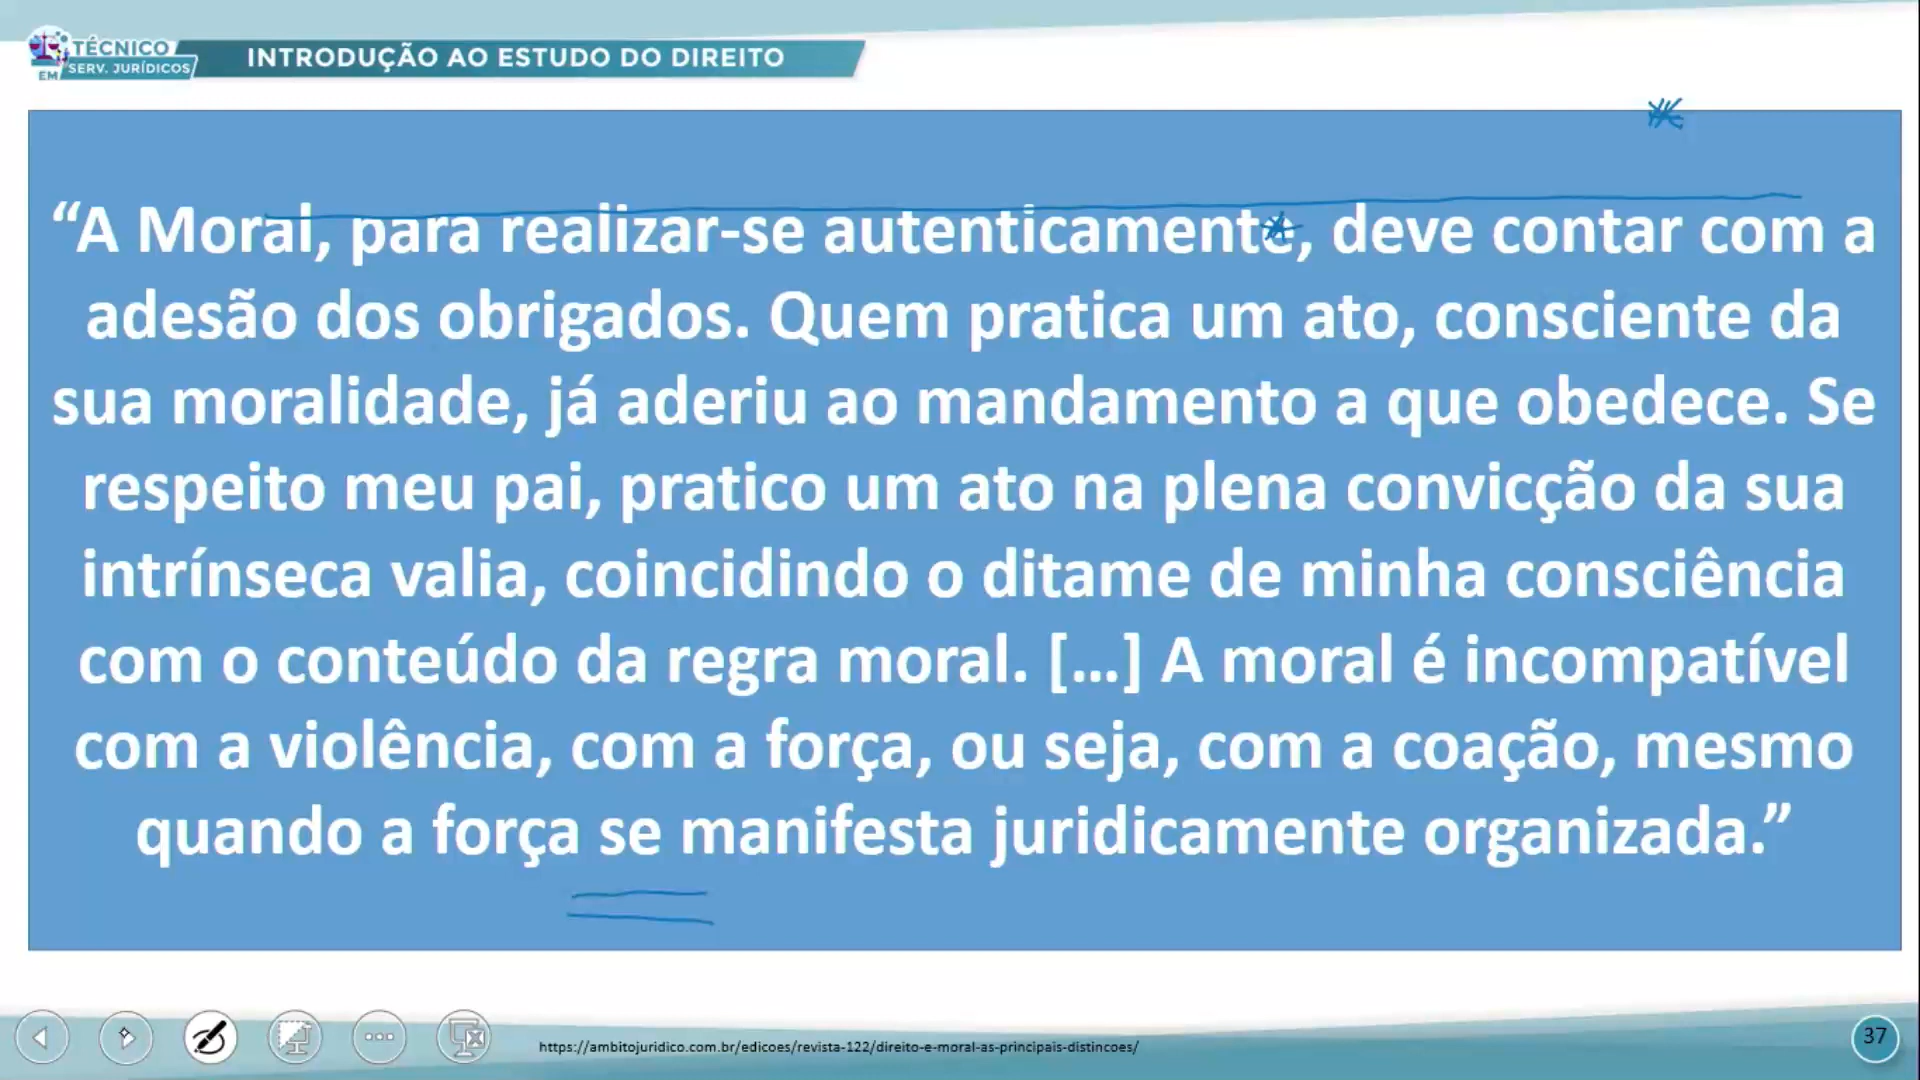 TÉCNICO
EM SERV. JURÍDICOS
INTRODUÇÃO AO ESTUDO DO DIREITO
“A Moral, para realizar-se autenticamente, deve contar com a
adesão dos obrigados. Quem pratica um ato, consciente da
sua moralidade, já aderiu ao mandamento a que obedece. Se
respeito meu pai, pratico um ato na plena convicção da sua
intrínseca valia, coincidindo o ditame de minha consciência
com o conteúdo da regra moral. [...] A moral é incompatível
com a violência, com a força, ou seja, com a coação, mesmo
quando a força se manifesta juridicamente organizada.”
https://ambitojuridico.com.br/edicoes/revista-122/direito-e-moral-as-principais-distincoes/
37